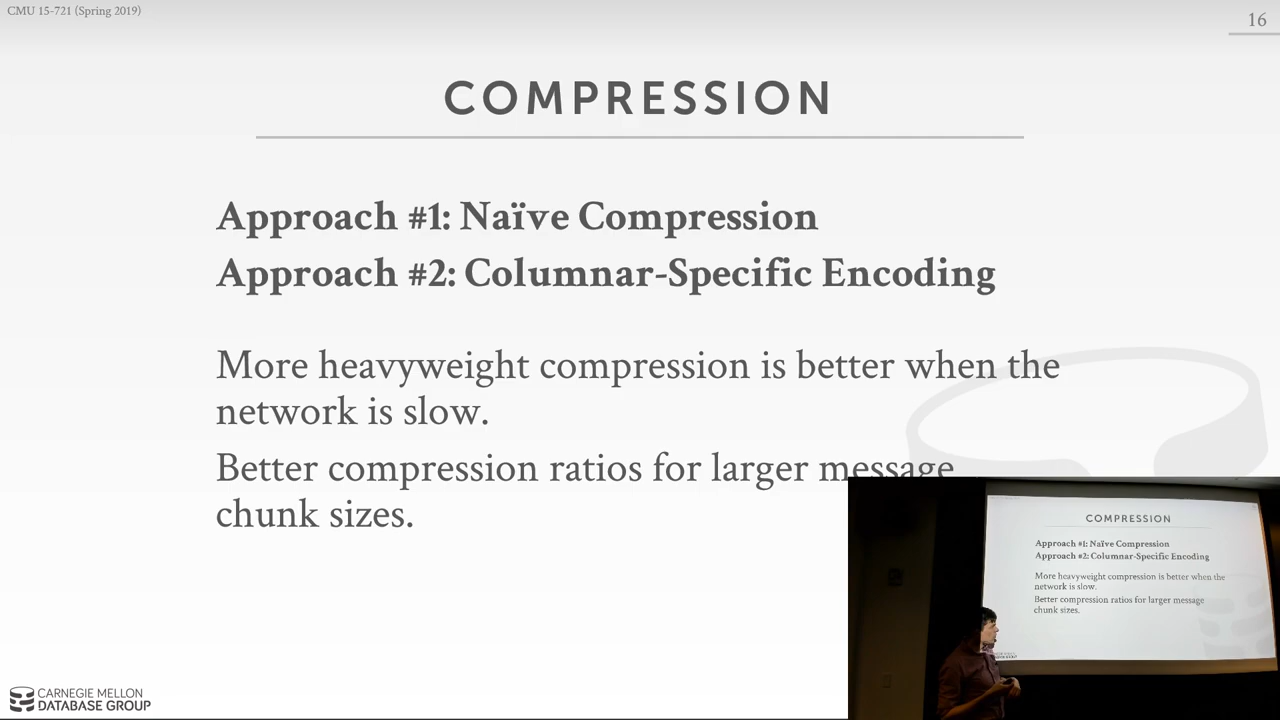 CMU 15-721 (Spring 2019)
16
COMPRESSION
Approach #1: Naïve Compression
Approach #2: Columnar-Specific Encoding
More heavyweight compression is better when the
network is slow.
Better compression ratios for larger message
chunk sizes.
COMPRESSION
Approach #1: Naïve Compression
Approach #2: Columnar-Specific Encoding
More heavyweight compression is better when the
network is slow.
Better compression ratios for larger message
chunk sizes.
CARNEGIE MELLON
DATABASE GROUP